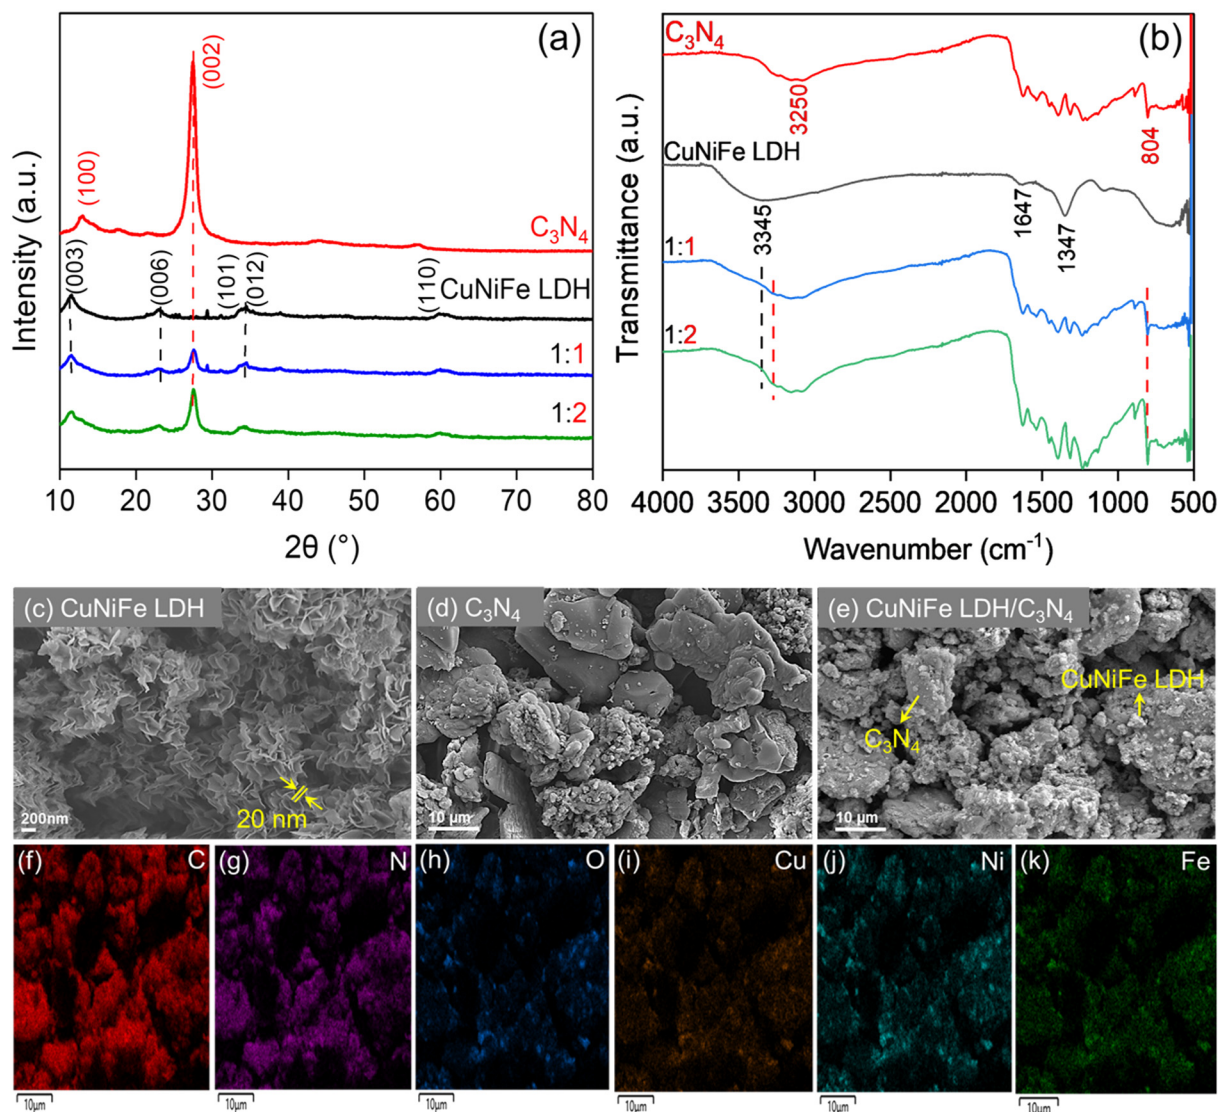 (a)
(002)
(100)
C₃N₄
(003)
(006)
(101)
(012)
(110)
CuNiFe LDH
1:1
1:2
Intensity (a.u.)
10 20 30 40 50 60 70 80
2θ (°)
(b)
C₃N₄
3250
804
CuNiFe LDH
3345
1647
1347
1:1
1:2
Transmittance (a.u.)
4000 3500 3000 2500 2000 1500 1000 500
Wavenumber (cm⁻¹)
(c) CuNiFe LDH
20 nm
200nm
(d) C₃N₄
10 µm
(e) CuNiFe LDH/C₃N₄
CuNiFe LDH
C₃N₄
10 µm
(f) C
10µm
(g) N
10µm
(h) O
10µm
(i) Cu
10µm
(j) Ni
10µm
(k) Fe
10µm